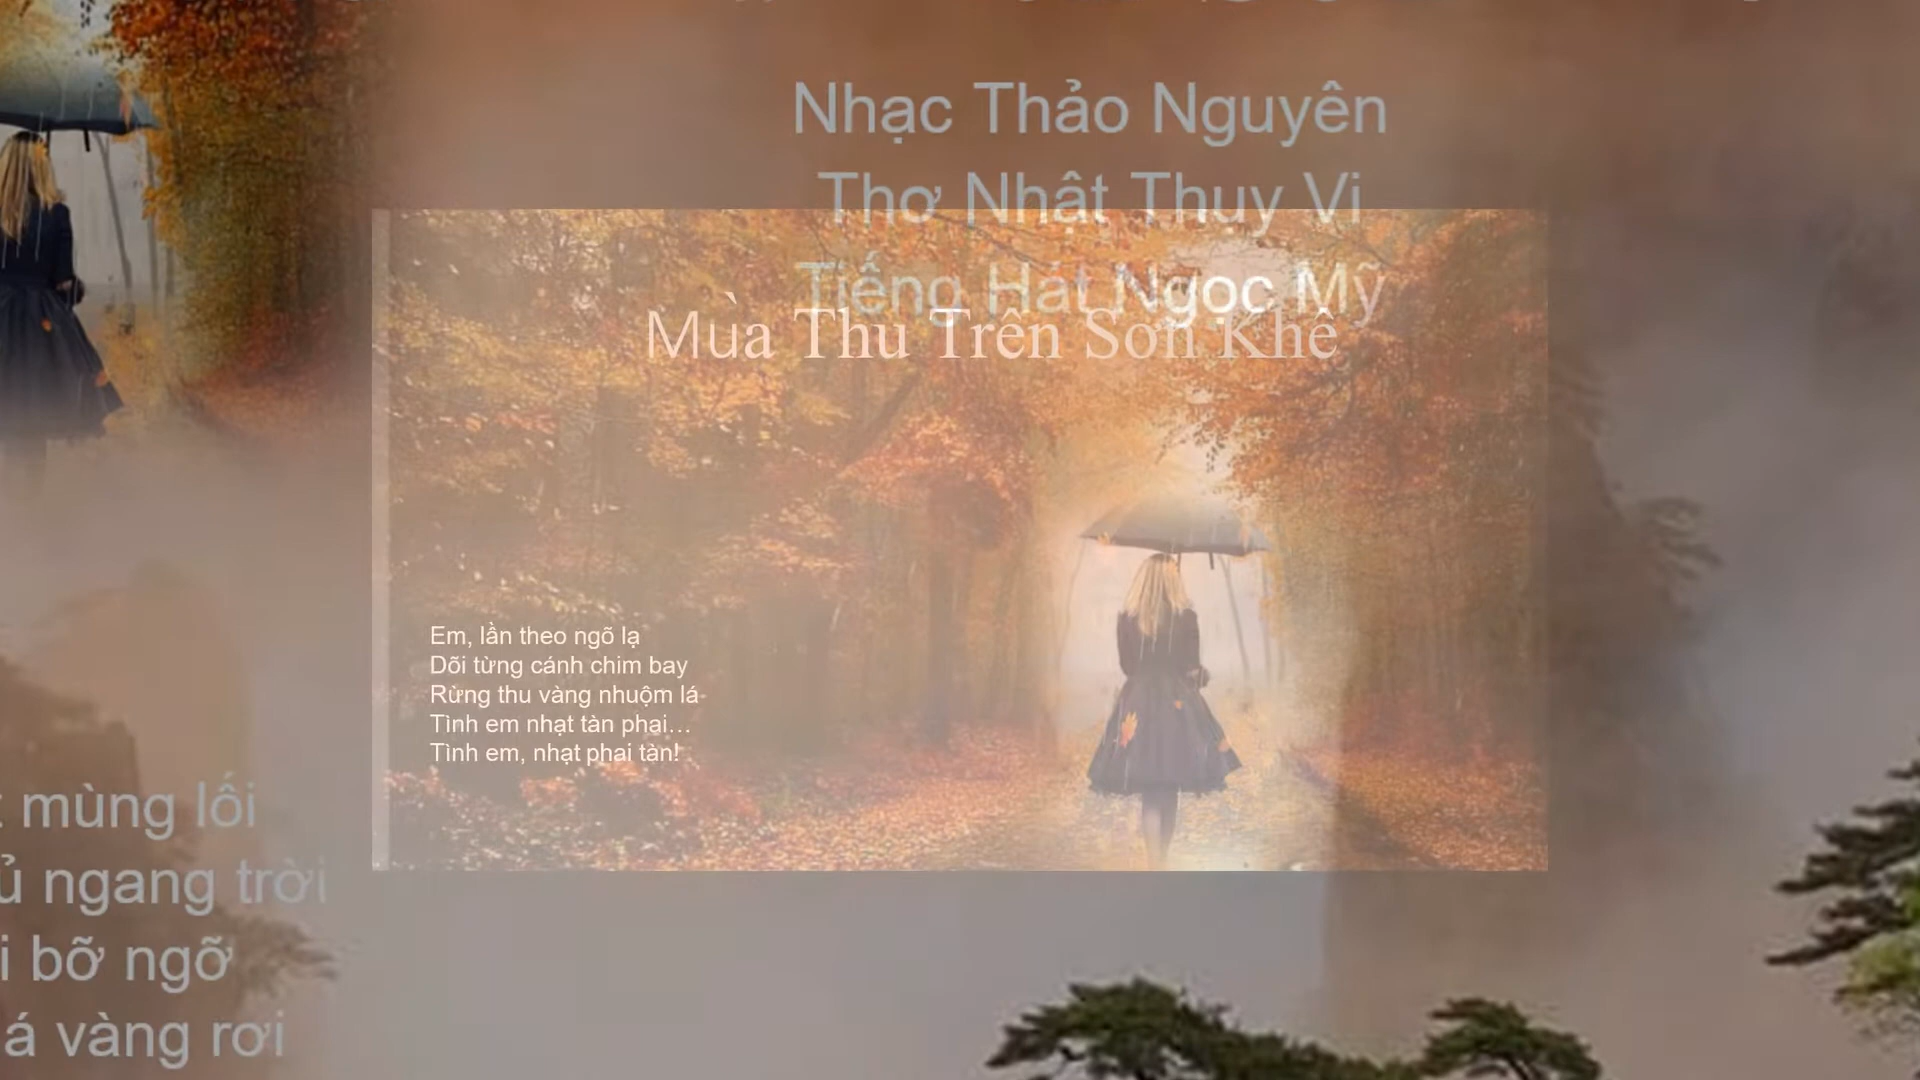 Nhạc Thảo Nguyên
Thơ Nhật Thụy Vi
Tiếng Hát Ngọc Mỹ
Mùa Thu Trên Sơn Khê
Em, lần theo ngõ lạ
Dõi từng cánh chim bay
Rừng thu vàng nhuộm lá
Tình em nhạt tàn phai...
Tình em, nhạt phai tàn!
mùng lối
ngang trời
bỡ ngỡ
vàng rơi